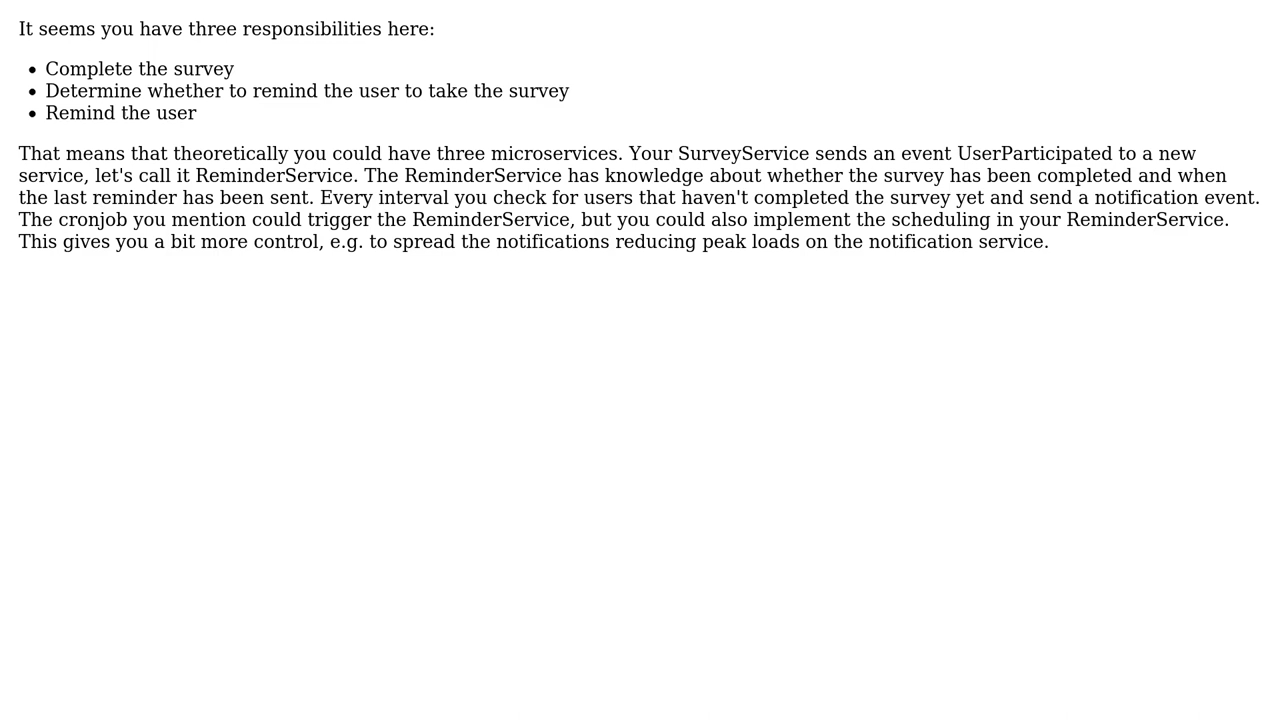 It seems you have three responsibilities here:
• Complete the survey
• Determine whether to remind the user to take the survey
• Remind the user
That means that theoretically you could have three microservices. Your SurveyService sends an event UserParticipated to a new
service, let's call it ReminderService. The ReminderService has knowledge about whether the survey has been completed and when
the last reminder has been sent. Every interval you check for users that haven't completed the survey yet and send a notification event.
The cronjob you mention could trigger the ReminderService, but you could also implement the scheduling in your ReminderService.
This gives you a bit more control, e.g. to spread the notifications reducing peak loads on the notification service.